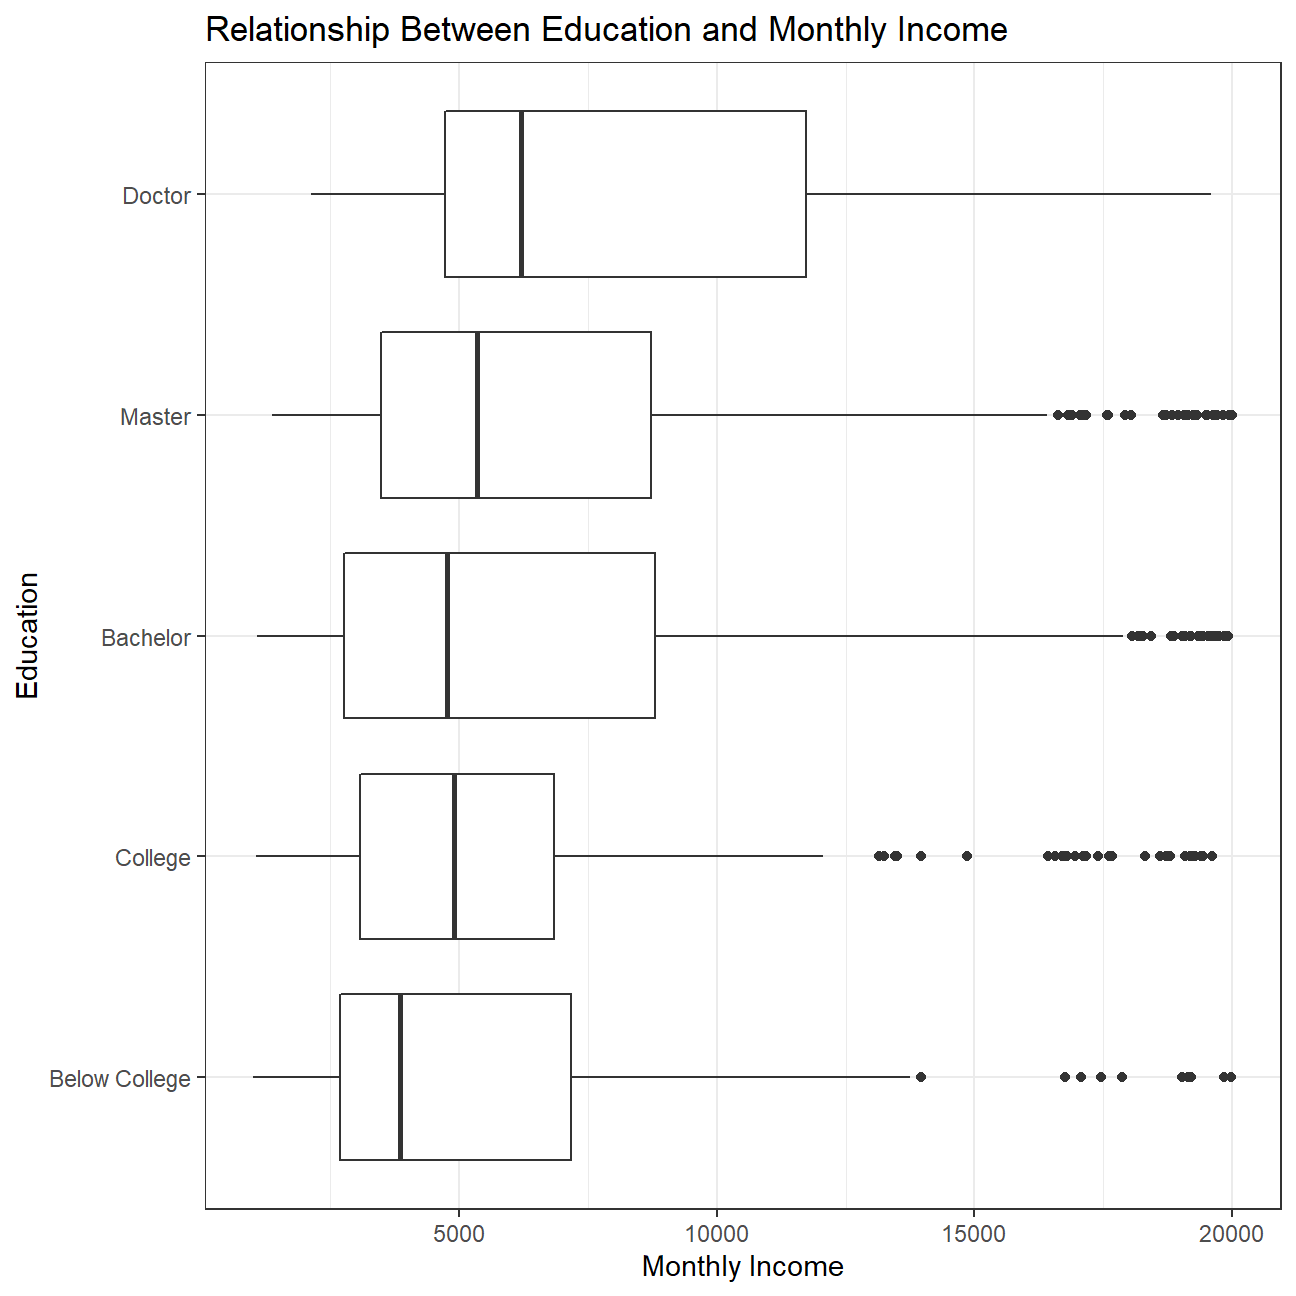 Relationship Between Education and Monthly Income
Doctor
Master
Bachelor
College
Below College
Education
5000
10000
15000
20000
Monthly Income